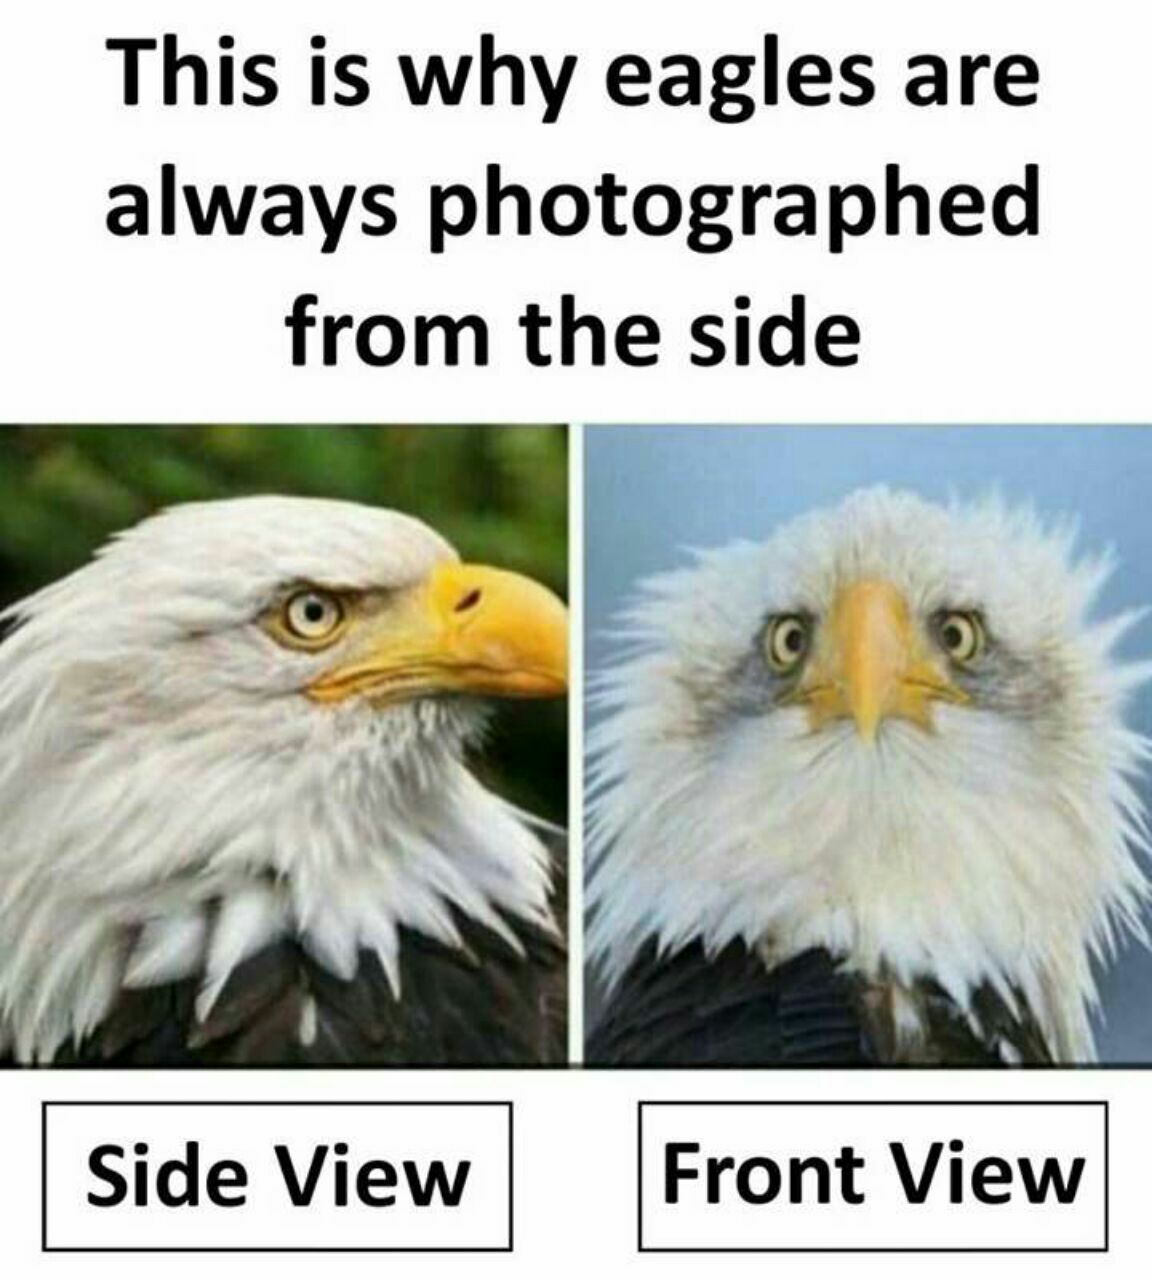 This is why eagles are
always photographed
from the side
Side View
Front View